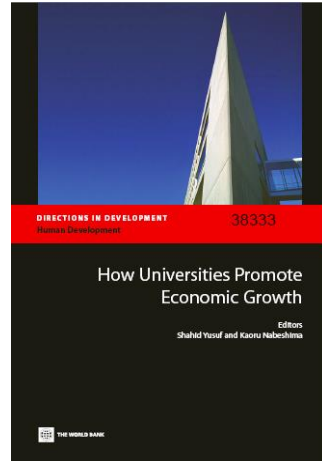 DIRECTIONS IN DEVELOPMENT
38333
Human Development
How Universities Promote
Economic Growth
Editors
Shahid Yusuf and Kaoru Nabeshima
THE WORLD BANK